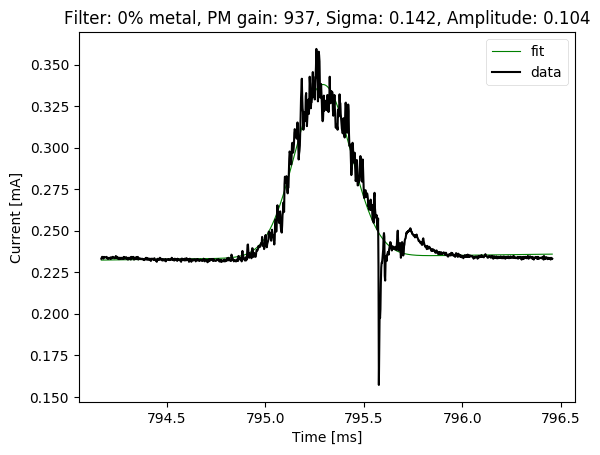 Filter: 0% metal, PM gain: 937, Sigma: 0.142, Amplitude: 0.104
fit
data
0.350
0.325
0.300
0.275
0.250
0.225
0.200
0.175
0.150
Current [mA]
794.5
795.0
795.5
796.0
796.5
Time [ms]